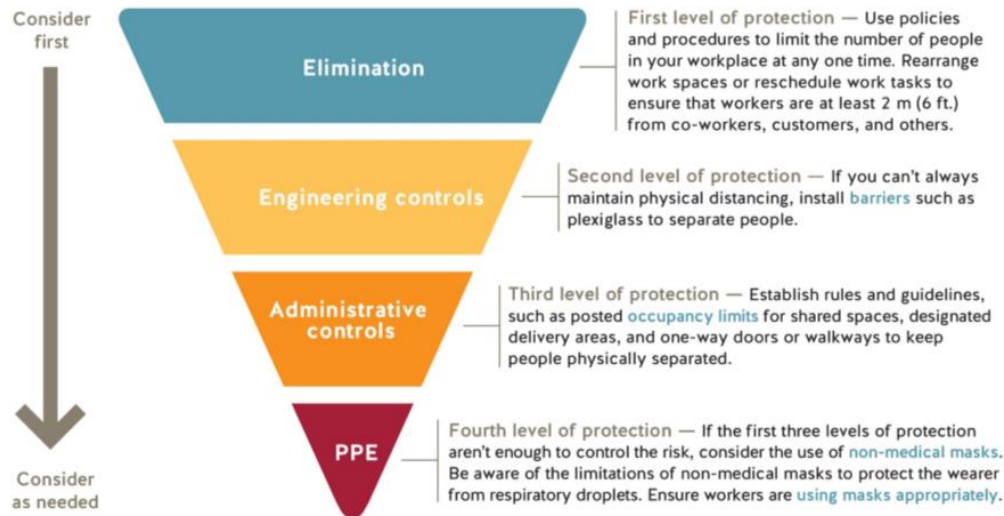 Consider
first
Elimination
First level of protection — Use policies
and procedures to limit the number of people
in your workplace at any one time. Rearrange
work spaces or reschedule work tasks to
ensure that workers are at least 2 m (6 ft.)
from co-workers, customers, and others.
Engineering controls
Second level of protection — If you can't always
maintain physical distancing, install barriers such as
plexiglass to separate people.
Administrative
controls
Third level of protection — Establish rules and guidelines,
such as posted occupancy limits for shared spaces, designated
delivery areas, and one-way doors or walkways to keep
people physically separated.
PPE
Fourth level of protection — If the first three levels of protection
aren't enough to control the risk, consider the use of non-medical masks.
Be aware of the limitations of non-medical masks to protect the wearer
from respiratory droplets. Ensure workers are using masks appropriately.
Consider
as needed